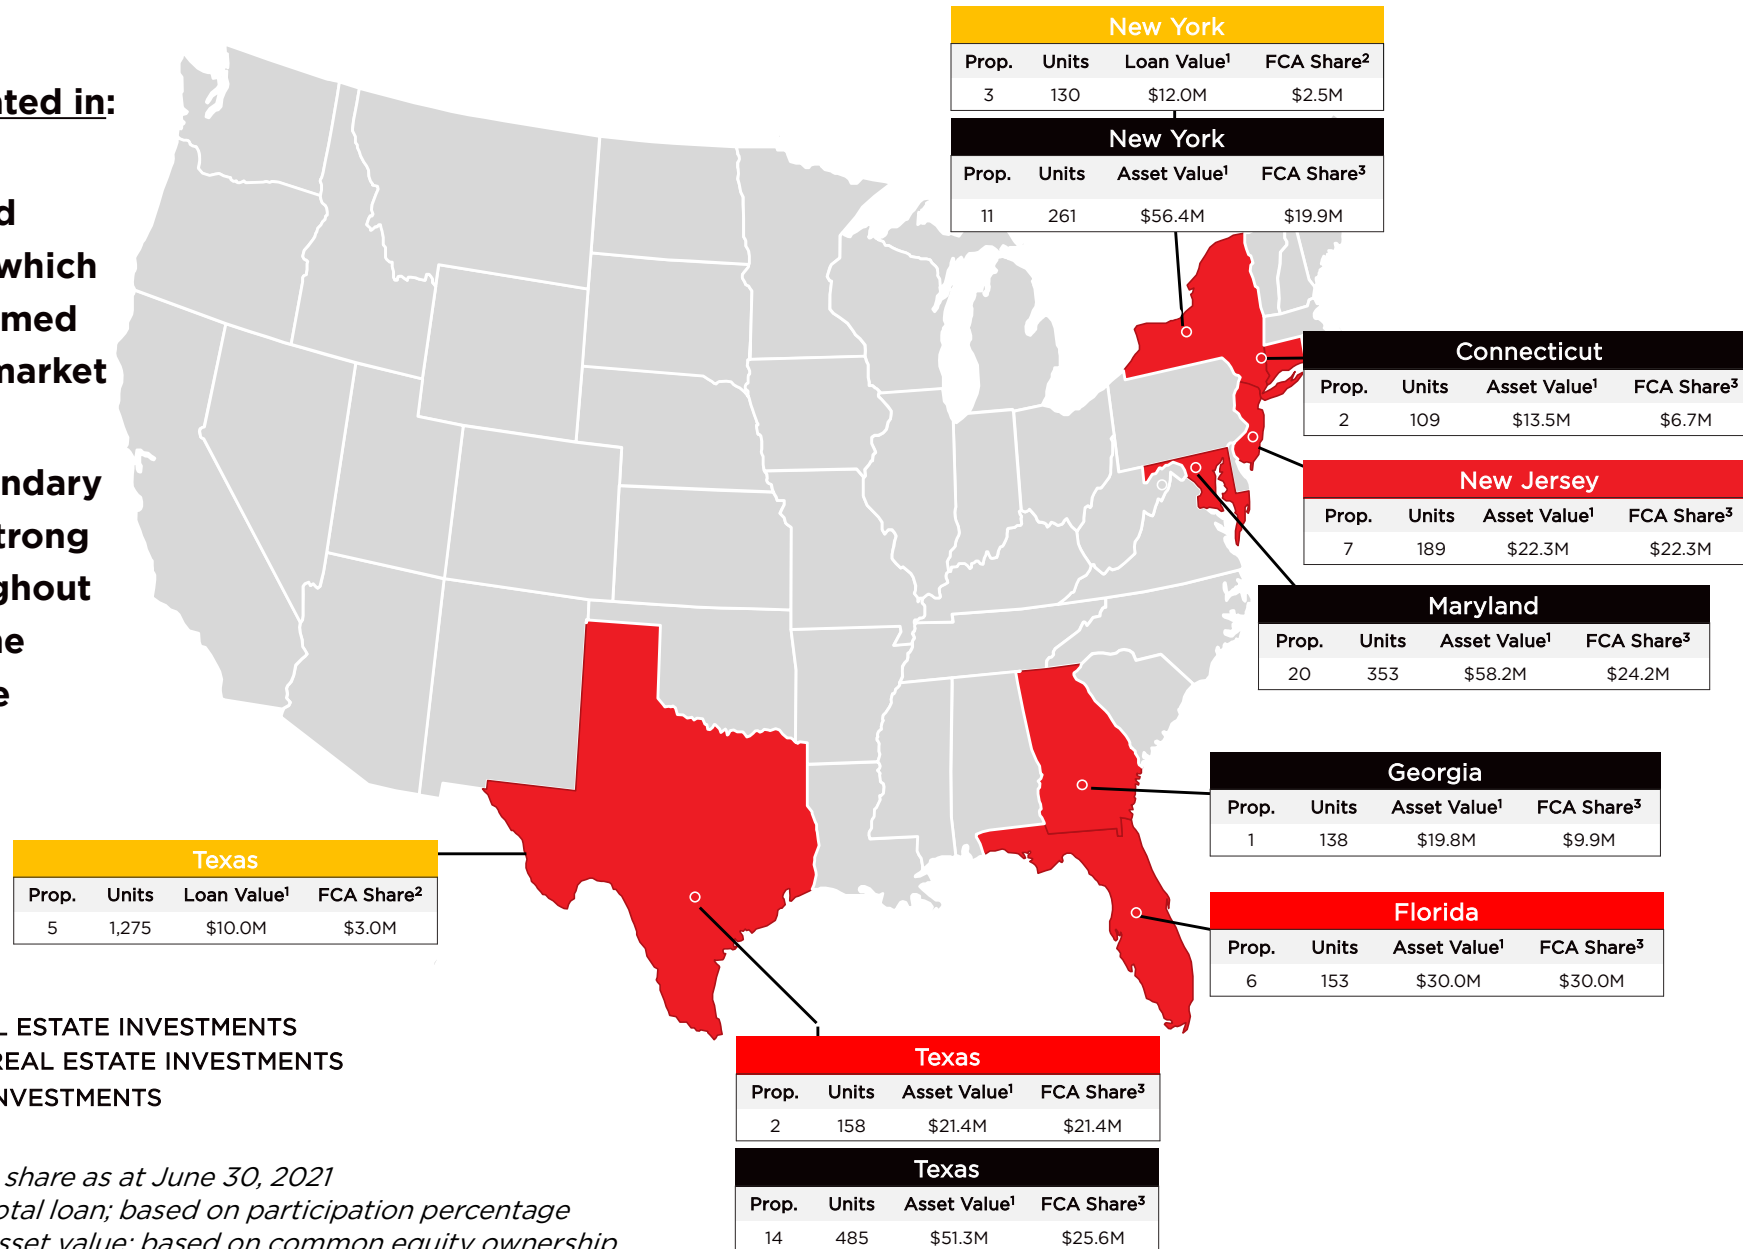 ted in:
d
which
med
market
ndary
trong
ghout
ne
e
New York
Prop. Units Loan Value¹ FCA Share²
3 130 $12.0M $2.5M
New York
Prop. Units Asset Value¹ FCA Share³
11 261 $56.4M $19.9M
Connecticut
Prop. Units Asset Value¹ FCA Share³
2 109 $13.5M $6.7M
New Jersey
Prop. Units Asset Value¹ FCA Share³
7 189 $22.3M $22.3M
Maryland
Prop. Units Asset Value¹ FCA Share³
20 353 $58.2M $24.2M
Georgia
Prop. Units Asset Value¹ FCA Share³
1 138 $19.8M $9.9M
Florida
Prop. Units Asset Value¹ FCA Share³
6 153 $30.0M $30.0M
Texas
Prop. Units Loan Value¹ FCA Share²
5 1,275 $10.0M $3.0M
Texas
Prop. Units Asset Value¹ FCA Share³
2 158 $21.4M $21.4M
Texas
Prop. Units Asset Value¹ FCA Share³
14 485 $51.3M $25.6M
L ESTATE INVESTMENTS
REAL ESTATE INVESTMENTS
NVESTMENTS
share as at June 30, 2021
otal loan; based on participation percentage
sset value; based on common equity ownership